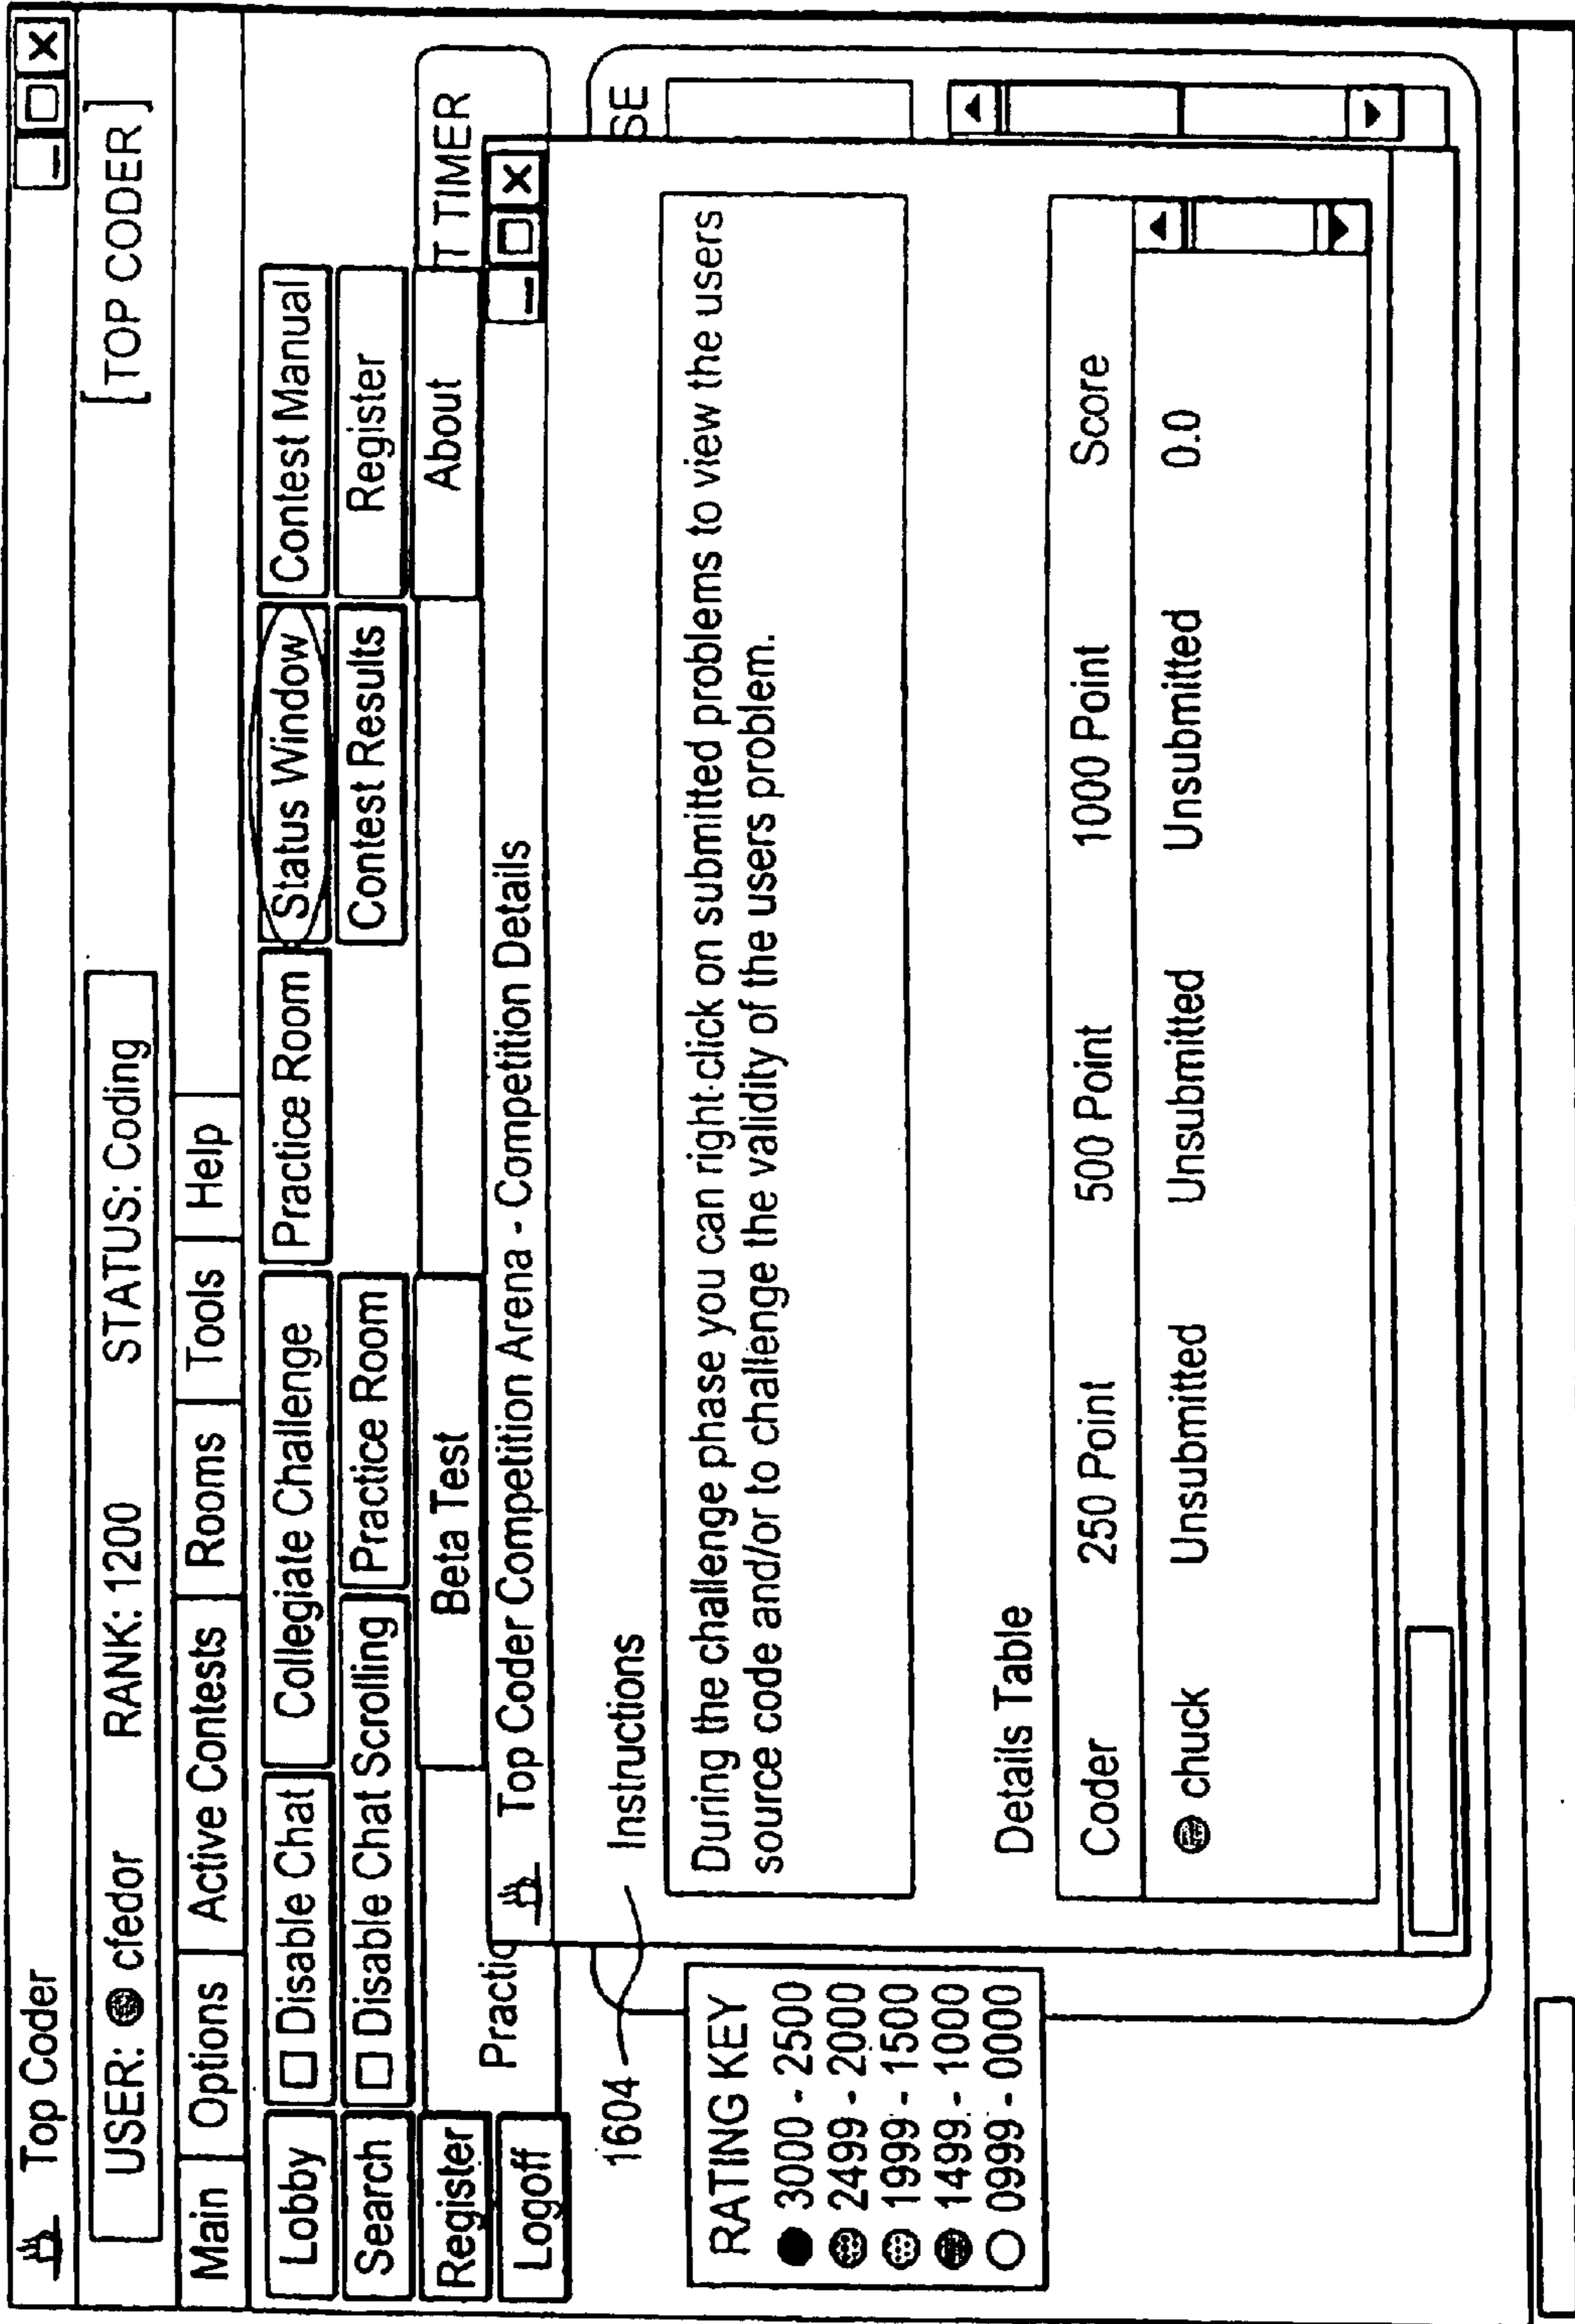 Top Coder
USER: cfedor RANK: 1200 STATUS: Coding [TOP CODER]
Main Options Active Contests Rooms Tools Help
Lobby Disable Chat Collegiate Challenge Practice Room Status Window Contest Manual
Search Disable Chat Scrolling Practice Room Contest Results Register
Register Beta Test About T TIMER
Logoff Practic
Top Coder Competition Arena - Competition Details
1604 Instructions SE
During the challenge phase you can right-click on submitted problems to view the users
source code and/or to challenge the validity of the users problem.
RATING KEY
3000 - 2500
2499 - 2000
1999 - 1500
1499 - 1000
0999 - 0000
Details Table
Coder 250 Point 500 Point 1000 Point Score
chuck Unsubmitted Unsubmitted Unsubmitted 0.0